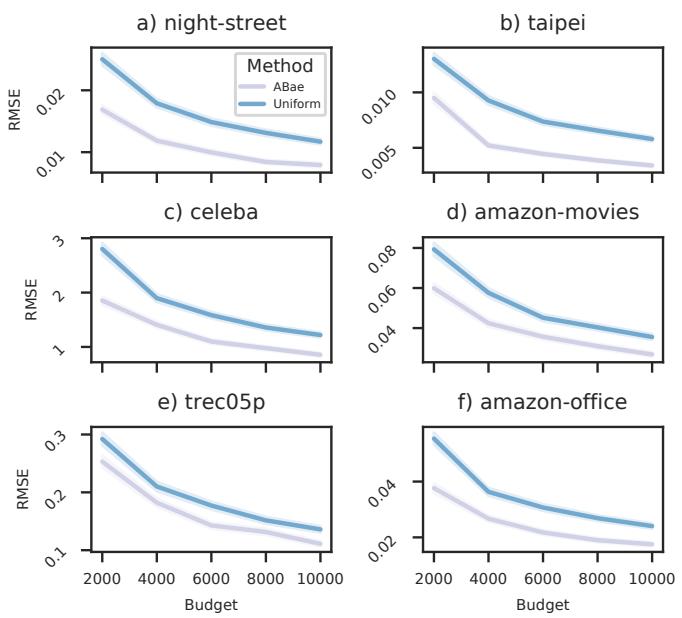 a) night-street
b) taipei
RMSE
0.02
0.01
Method
ABae
Uniform
0.010
0.005
c) celeba
d) amazon-movies
RMSE
3
2
1
0.08
0.06
0.04
e) trec05p
f) amazon-office
RMSE
0.3
0.2
0.1
0.04
0.02
2000 4000 6000 8000 10000
2000 4000 6000 8000 10000
Budget
Budget